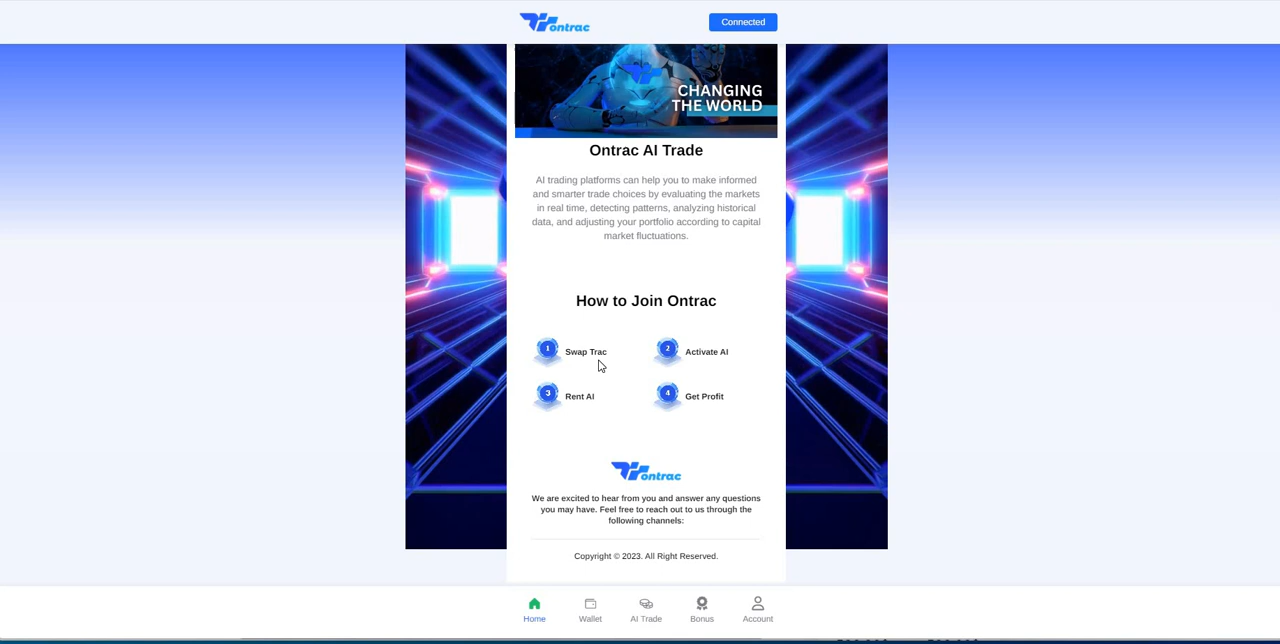 ontrac
Connected
CHANGING
THE WORLD
Ontrac AI Trade
AI trading platforms can help you to make informed
and smarter trade choices by evaluating the markets
in real time, detecting patterns, analyzing historical
data, and adjusting your portfolio according to capital
market fluctuations.
How to Join Ontrac
1 Swap Trac
2 Activate AI
3 Rent AI
4 Get Profit
ontrac
We are excited to hear from you and answer any questions
you may have. Feel free to reach out to us through the
following channels:
Copyright © 2023. All Right Reserved.
Home
Wallet
AI Trade
Bonus
Account